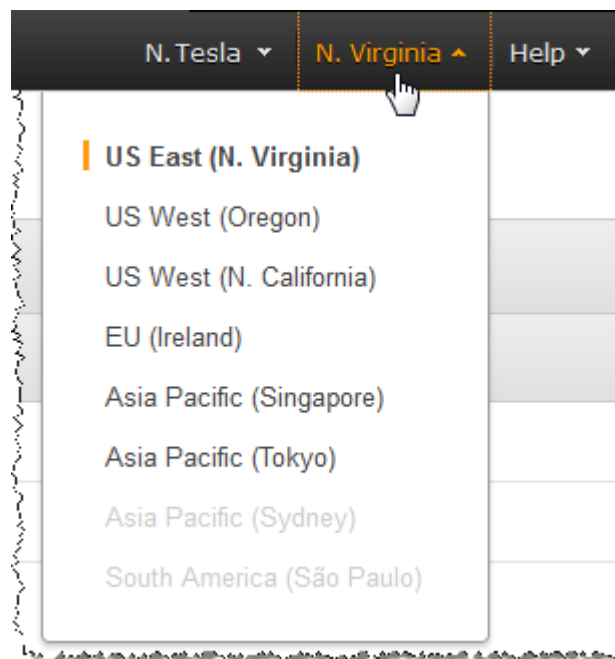 N. Tesla N. Virginia Help
US East (N. Virginia)
US West (Oregon)
US West (N. California)
EU (Ireland)
Asia Pacific (Singapore)
Asia Pacific (Tokyo)
Asia Pacific (Sydney)
South America (São Paulo)